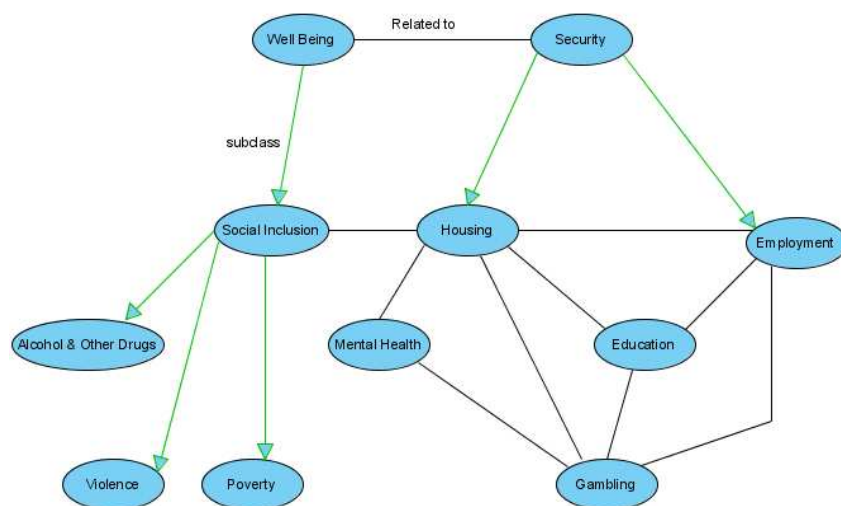 Related to
Well Being
Security
subclass
Social Inclusion
Housing
Employment
Alcohol & Other Drugs
Mental Health
Education
Violence
Poverty
Gambling